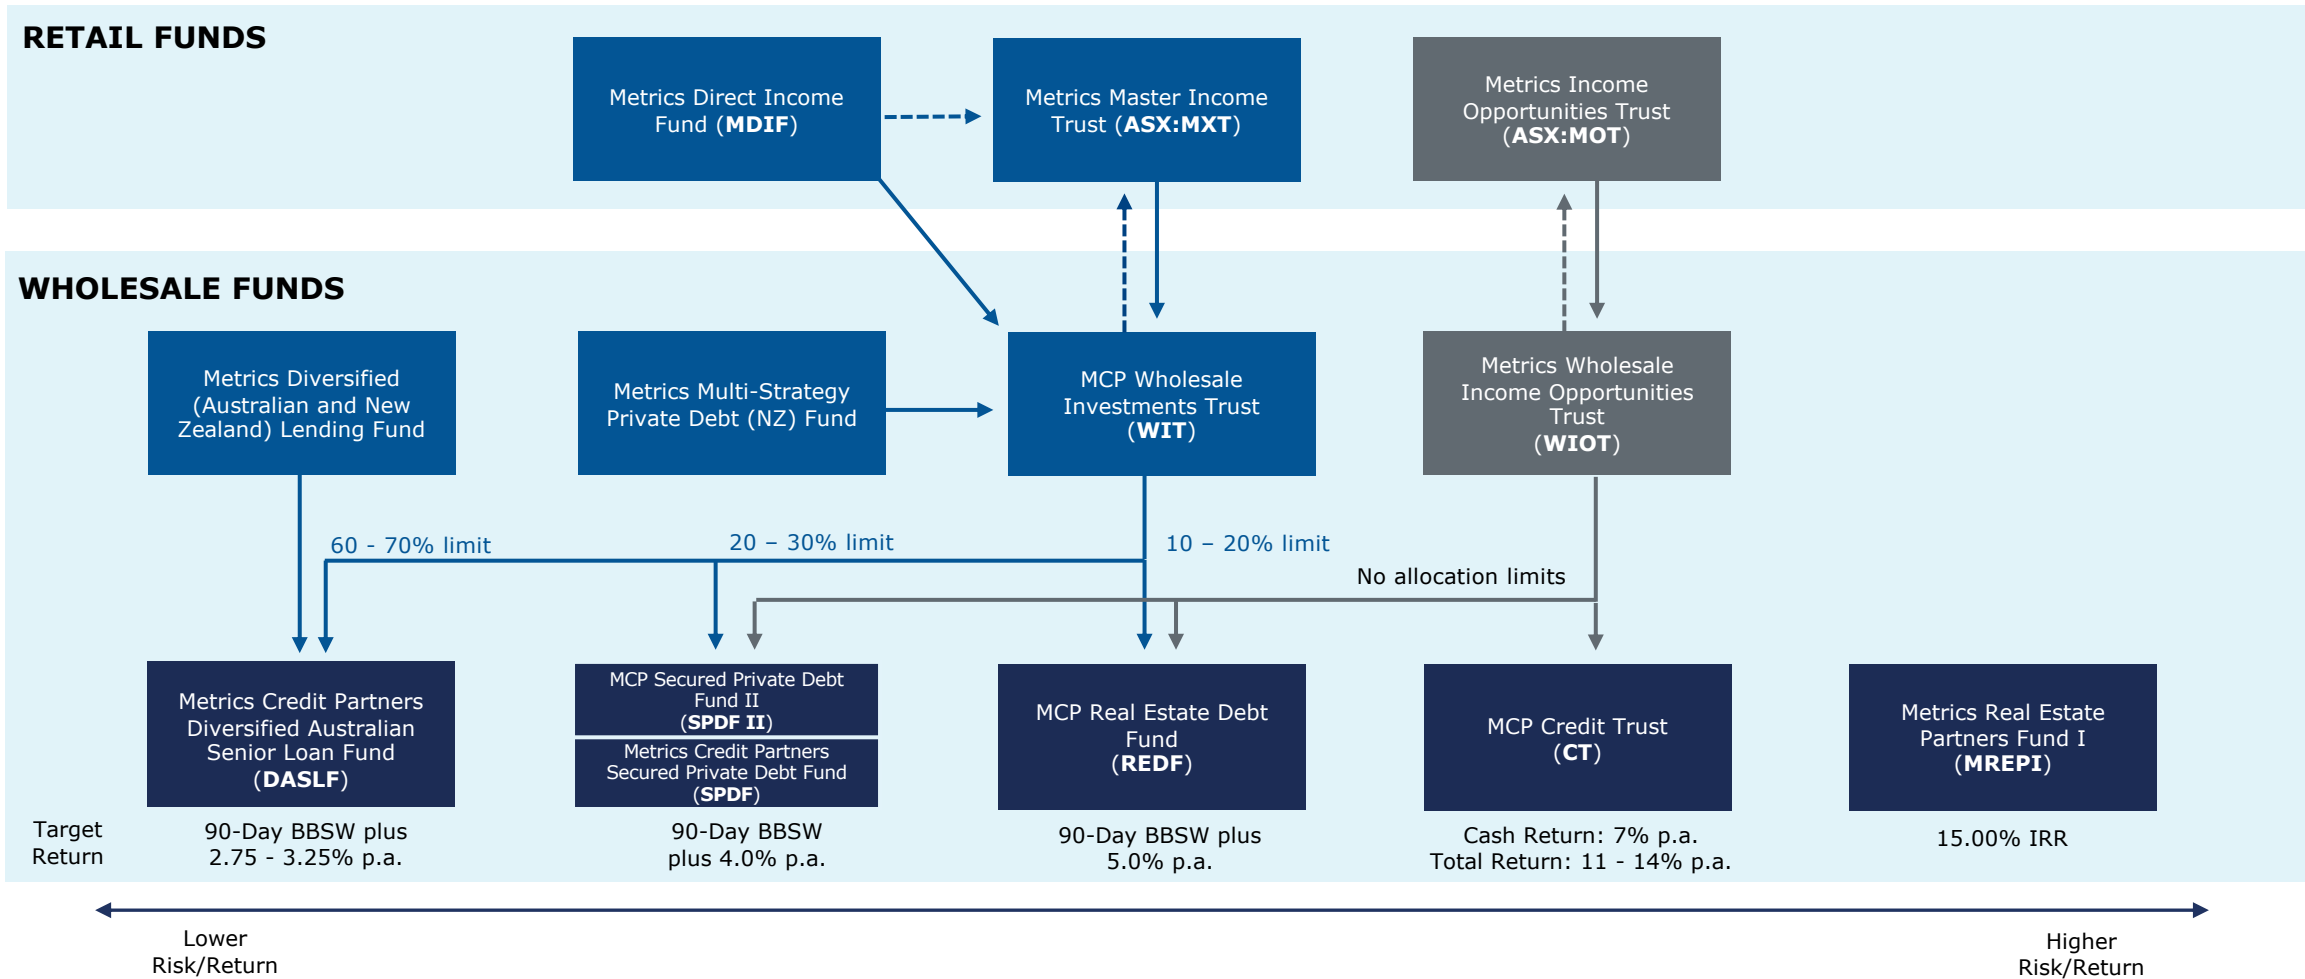 RETAIL FUNDS
Metrics Direct Income
Fund (MDIF)
Metrics Master Income
Trust (ASX:MXT)
Metrics Income
Opportunities Trust
(ASX:MOT)
WHOLESALE FUNDS
Metrics Diversified
(Australian and New
Zealand) Lending Fund
Metrics Multi-Strategy
Private Debt (NZ) Fund
MCP Wholesale
Investments Trust
(WIT)
Metrics Wholesale
Income Opportunities
Trust
(WIOT)
60 - 70% limit
20 – 30% limit
10 – 20% limit
No allocation limits
Metrics Credit Partners
Diversified Australian
Senior Loan Fund
(DASLF)
MCP Secured Private Debt
Fund II
(SPDF II)
Metrics Credit Partners
Secured Private Debt Fund
(SPDF)
MCP Real Estate Debt
Fund
(REDF)
MCP Credit Trust
(CT)
Metrics Real Estate
Partners Fund I
(MREPI)
Target
Return
90-Day BBSW plus
2.75 - 3.25% p.a.
90-Day BBSW
plus 4.0% p.a.
90-Day BBSW plus
5.0% p.a.
Cash Return: 7% p.a.
Total Return: 11 - 14% p.a.
15.00% IRR
Lower
Risk/Return
Higher
Risk/Return